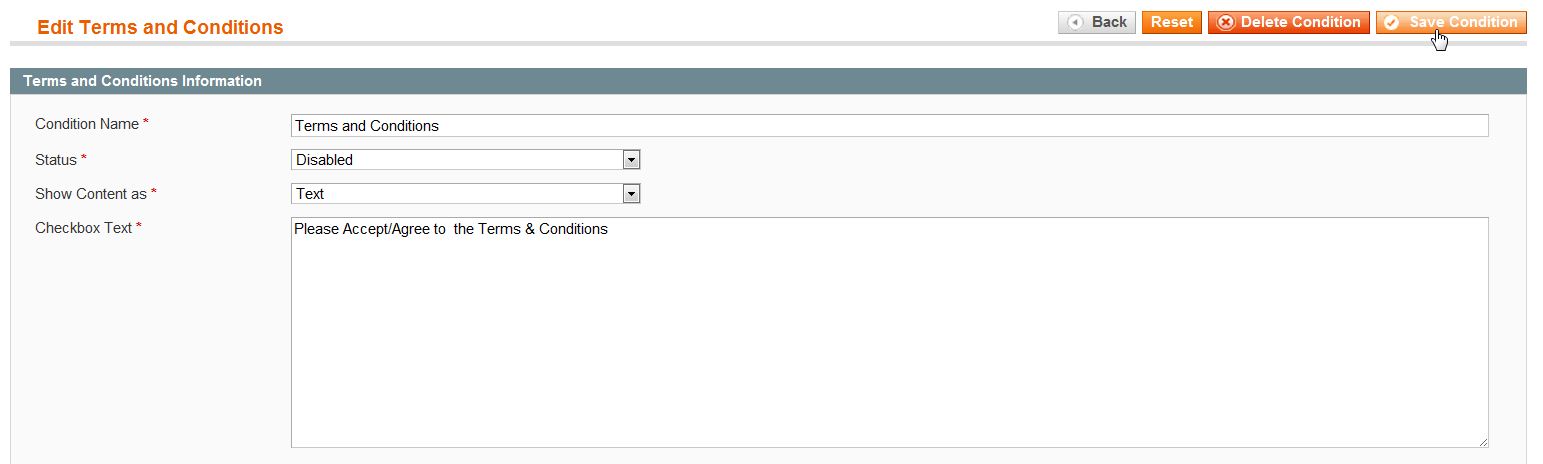 Edit Terms and Conditions
Back Reset Delete Condition Save Condition
Terms and Conditions Information
Condition Name * Terms and Conditions
Status * Disabled
Show Content as * Text
Checkbox Text * Please Accept/Agree to  the Terms & Conditions